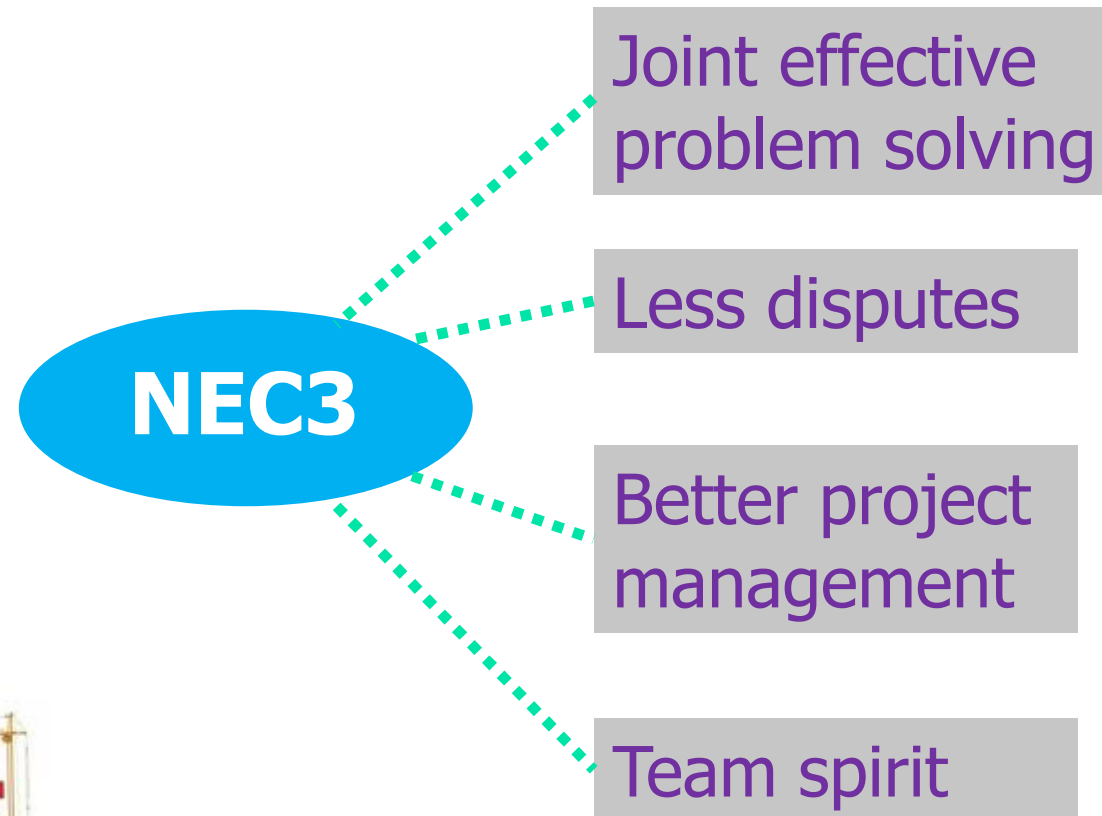 Joint effective
problem solving
Less disputes
NEC3
Better project
management
Team spirit